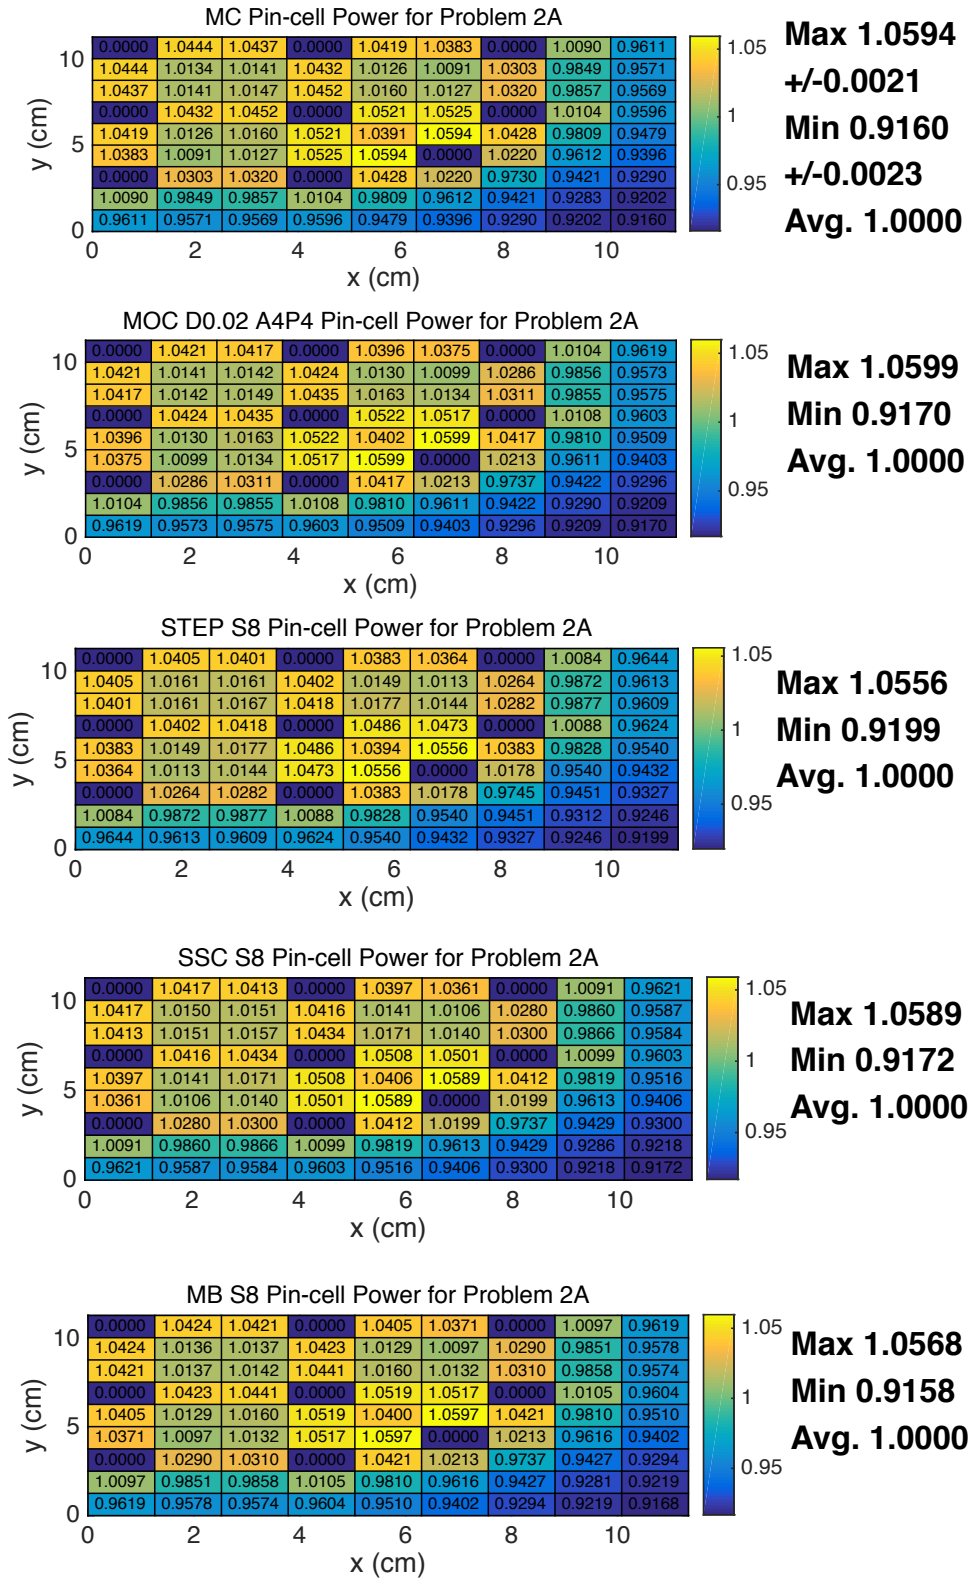 MC Pin-cell Power for Problem 2A
10 0.0000 1.0444 1.0437 0.0000 1.0419 1.0383 0.0000 1.0090 0.9611 1.05
1.0444 1.0134 1.0141 1.0432 1.0126 1.0091 1.0303 0.9849 0.9571
1.0437 1.0141 1.0147 1.0452 1.0160 1.0127 1.0320 0.9857 0.9569
0.0000 1.0432 1.0452 0.0000 1.0521 1.0525 0.0000 1.0104 0.9596 1
5 1.0419 1.0126 1.0160 1.0521 1.0391 1.0594 1.0428 0.9809 0.9479
1.0383 1.0091 1.0127 1.0525 1.0594 0.0000 1.0220 0.9612 0.9396
0.0000 1.0303 1.0320 0.0000 1.0428 1.0220 0.9730 0.9421 0.9290 0.95
1.0090 0.9849 0.9857 1.0104 0.9809 0.9612 0.9421 0.9283 0.9202
0 0.9611 0.9571 0.9569 0.9596 0.9479 0.9396 0.9290 0.9202 0.9160
0 2 4 6 8 10
x (cm)
y (cm)
Max 1.0594
+/-0.0021
Min 0.9160
+/-0.0023
Avg. 1.0000
MOC D0.02 A4P4 Pin-cell Power for Problem 2A
10 0.0000 1.0421 1.0417 0.0000 1.0396 1.0375 0.0000 1.0104 0.9619 1.05
1.0421 1.0141 1.0142 1.0424 1.0130 1.0099 1.0286 0.9856 0.9573
1.0417 1.0142 1.0149 1.0435 1.0163 1.0134 1.0311 0.9855 0.9575
0.0000 1.0424 1.0435 0.0000 1.0522 1.0517 0.0000 1.0108 0.9603 1
5 1.0396 1.0130 1.0163 1.0522 1.0402 1.0599 1.0417 0.9810 0.9509
1.0375 1.0099 1.0134 1.0517 1.0599 0.0000 1.0213 0.9611 0.9403
0.0000 1.0286 1.0311 0.0000 1.0417 1.0213 0.9737 0.9422 0.9296 0.95
1.0104 0.9856 0.9855 1.0108 0.9810 0.9611 0.9422 0.9290 0.9209
0 0.9619 0.9573 0.9575 0.9603 0.9509 0.9403 0.9296 0.9209 0.9170
0 2 4 6 8 10
x (cm)
y (cm)
Max 1.0599
Min 0.9170
Avg. 1.0000
STEP S8 Pin-cell Power for Problem 2A
10 0.0000 1.0405 1.0401 0.0000 1.0383 1.0364 0.0000 1.0084 0.9644 1.05
1.0405 1.0161 1.0161 1.0402 1.0149 1.0113 1.0264 0.9872 0.9613
1.0401 1.0161 1.0167 1.0418 1.0177 1.0144 1.0282 0.9877 0.9609
0.0000 1.0402 1.0418 0.0000 1.0486 1.0473 0.0000 1.0088 0.9624 1
5 1.0383 1.0149 1.0177 1.0486 1.0394 1.0556 1.0383 0.9828 0.9540
1.0364 1.0113 1.0144 1.0473 1.0556 0.0000 1.0178 0.9540 0.9432
0.0000 1.0264 1.0282 0.0000 1.0383 1.0178 0.9745 0.9451 0.9327 0.95
1.0084 0.9872 0.9877 1.0088 0.9828 0.9540 0.9451 0.9312 0.9246
0 0.9644 0.9613 0.9609 0.9624 0.9540 0.9432 0.9327 0.9246 0.9199
0 2 4 6 8 10
x (cm)
y (cm)
Max 1.0556
Min 0.9199
Avg. 1.0000
SSC S8 Pin-cell Power for Problem 2A
10 0.0000 1.0417 1.0413 0.0000 1.0397 1.0361 0.0000 1.0091 0.9621 1.05
1.0417 1.0150 1.0151 1.0416 1.0141 1.0106 1.0280 0.9860 0.9587
1.0413 1.0151 1.0157 1.0434 1.0171 1.0140 1.0300 0.9866 0.9584
0.0000 1.0416 1.0434 0.0000 1.0508 1.0501 0.0000 1.0099 0.9603 1
5 1.0397 1.0141 1.0171 1.0508 1.0406 1.0589 1.0412 0.9819 0.9516
1.0361 1.0106 1.0140 1.0501 1.0589 0.0000 1.0199 0.9613 0.9406
0.0000 1.0280 1.0300 0.0000 1.0412 1.0199 0.9737 0.9429 0.9300 0.95
1.0091 0.9860 0.9866 1.0099 0.9819 0.9613 0.9429 0.9286 0.9218
0 0.9621 0.9587 0.9584 0.9603 0.9516 0.9406 0.9300 0.9218 0.9172
0 2 4 6 8 10
x (cm)
y (cm)
Max 1.0589
Min 0.9172
Avg. 1.0000
MB S8 Pin-cell Power for Problem 2A
10 0.0000 1.0424 1.0421 0.0000 1.0405 1.0371 0.0000 1.0097 0.9619 1.05
1.0424 1.0136 1.0137 1.0423 1.0129 1.0097 1.0290 0.9851 0.9578
1.0421 1.0137 1.0142 1.0441 1.0160 1.0132 1.0310 0.9858 0.9574
0.0000 1.0423 1.0441 0.0000 1.0519 1.0517 0.0000 1.0105 0.9604 1
5 1.0405 1.0129 1.0160 1.0519 1.0400 1.0597 1.0421 0.9810 0.9510
1.0371 1.0097 1.0132 1.0517 1.0597 0.0000 1.0213 0.9616 0.9402
0.0000 1.0290 1.0310 0.0000 1.0421 1.0213 0.9737 0.9427 0.9294 0.95
1.0097 0.9851 0.9858 1.0105 0.9810 0.9616 0.9427 0.9281 0.9219
0 0.9619 0.9578 0.9574 0.9604 0.9510 0.9402 0.9294 0.9219 0.9168
0 2 4 6 8 10
x (cm)
y (cm)
Max 1.0568
Min 0.9158
Avg. 1.0000